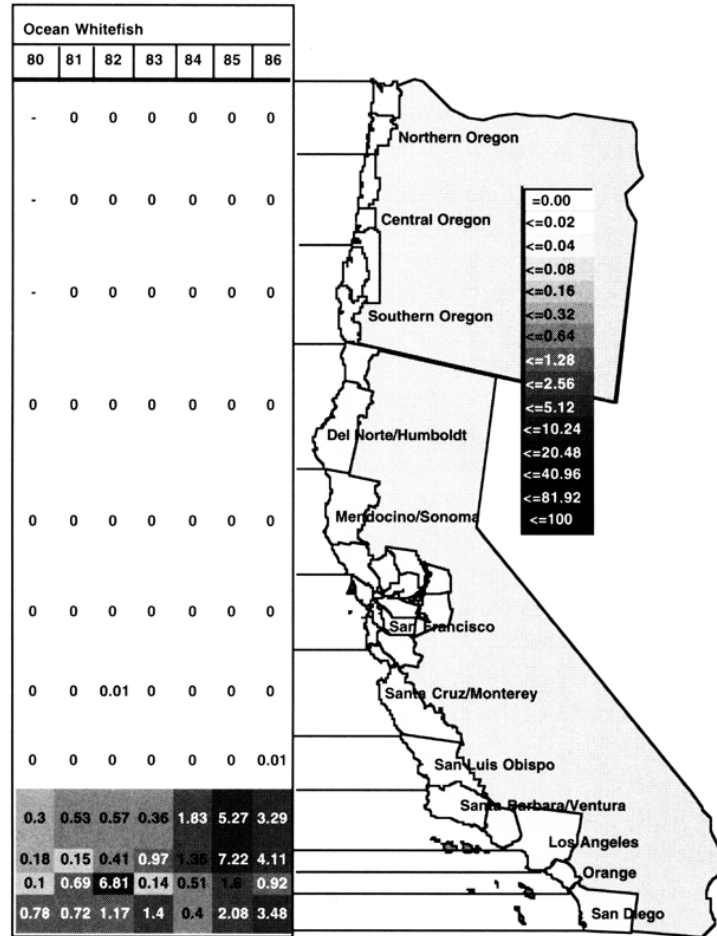 Ocean Whitefish
80 81 82 83 84 85 86
- 0 0 0 0 0 0
Northern Oregon
- 0 0 0 0 0 0
Central Oregon
- 0 0 0 0 0 0
Southern Oregon
=0.00
<=0.02
<=0.04
<=0.08
<=0.16
<=0.32
<=0.64
<=1.28
<=2.56
<=5.12
<=10.24
<=20.48
<=40.96
<=81.92
<=100
0 0 0 0 0 0 0
Del Norte/Humboldt
0 0 0 0 0 0 0
Mendocino/Sonoma
0 0 0 0 0 0 0
San Francisco
0 0 0.01 0 0 0 0
Santa Cruz/Monterey
0 0 0 0 0 0 0.01
San Luis Obispo
0.3 0.53 0.57 0.36 1.83 5.27 3.29
Santa Barbara/Ventura
0.18 0.15 0.41 0.97 1.36 7.22 4.11
Los Angeles
0.1 0.69 6.81 0.14 0.51 1.6 0.92
Orange
0.78 0.72 1.17 1.4 0.4 2.08 3.48
San Diego